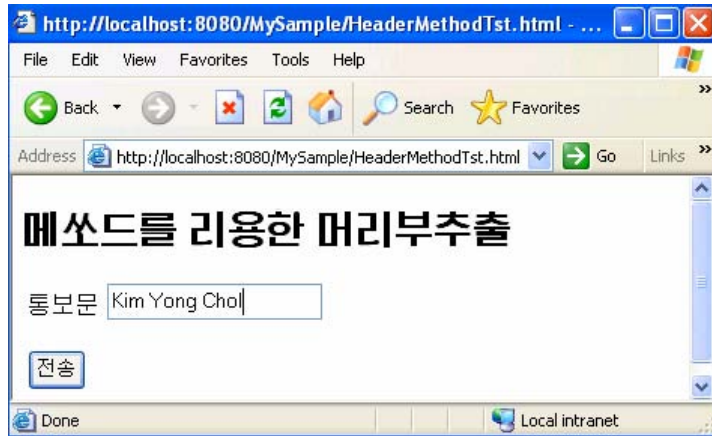 http://localhost:8080/MySample/HeaderMethodTst.html - ...
File Edit View Favorites Tools Help
Back Search Favorites »
Address http://localhost:8080/MySample/HeaderMethodTst.html Go Links »
메쏘드를 리용한 머리부추출
통보문 Kim Yong Chol
전송
Done Local intranet